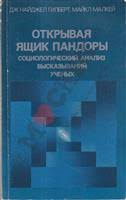 ДЖ. НАЙДЖЕЛ ГИЛБЕРТ, МАЙКЛ МАЛКЕЙ
ОТКРЫВАЯ
ЯЩИК ПАНДОРЫ
СОЦИОЛОГИЧЕСКИЙ АНАЛИЗ
ВЫСКАЗЫВАНИЙ
УЧЕНЫХ